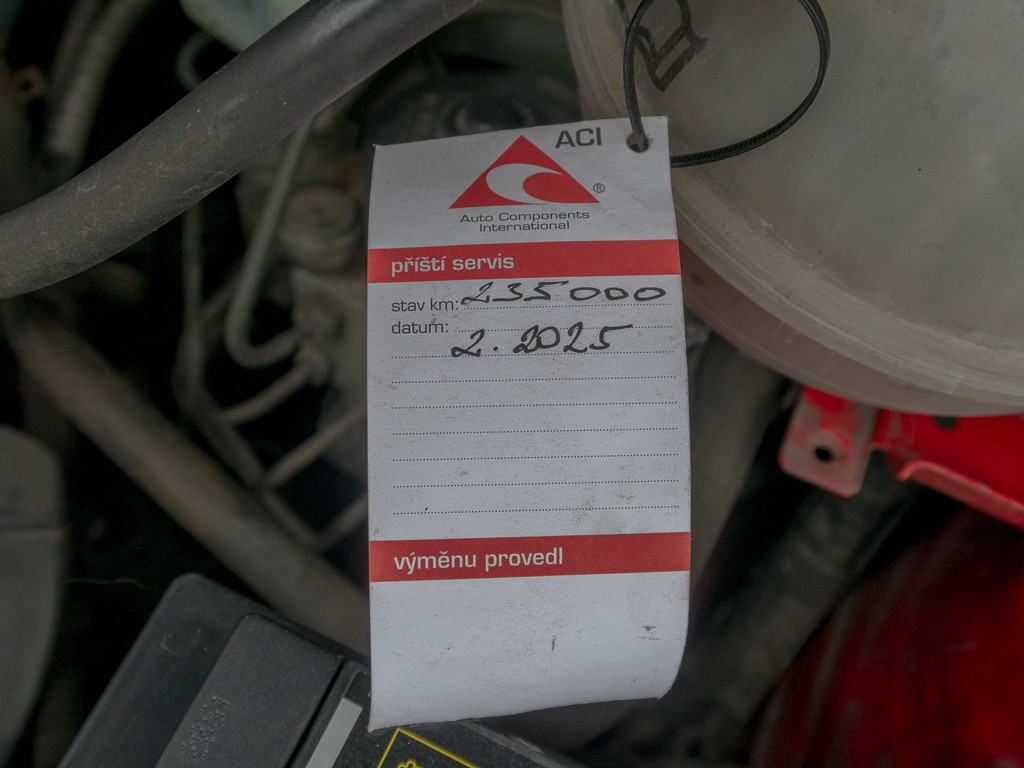 ACI
®
Auto Components
International
příští servis
stav km: 235000
datum: 2. 2025
výměnu provedl